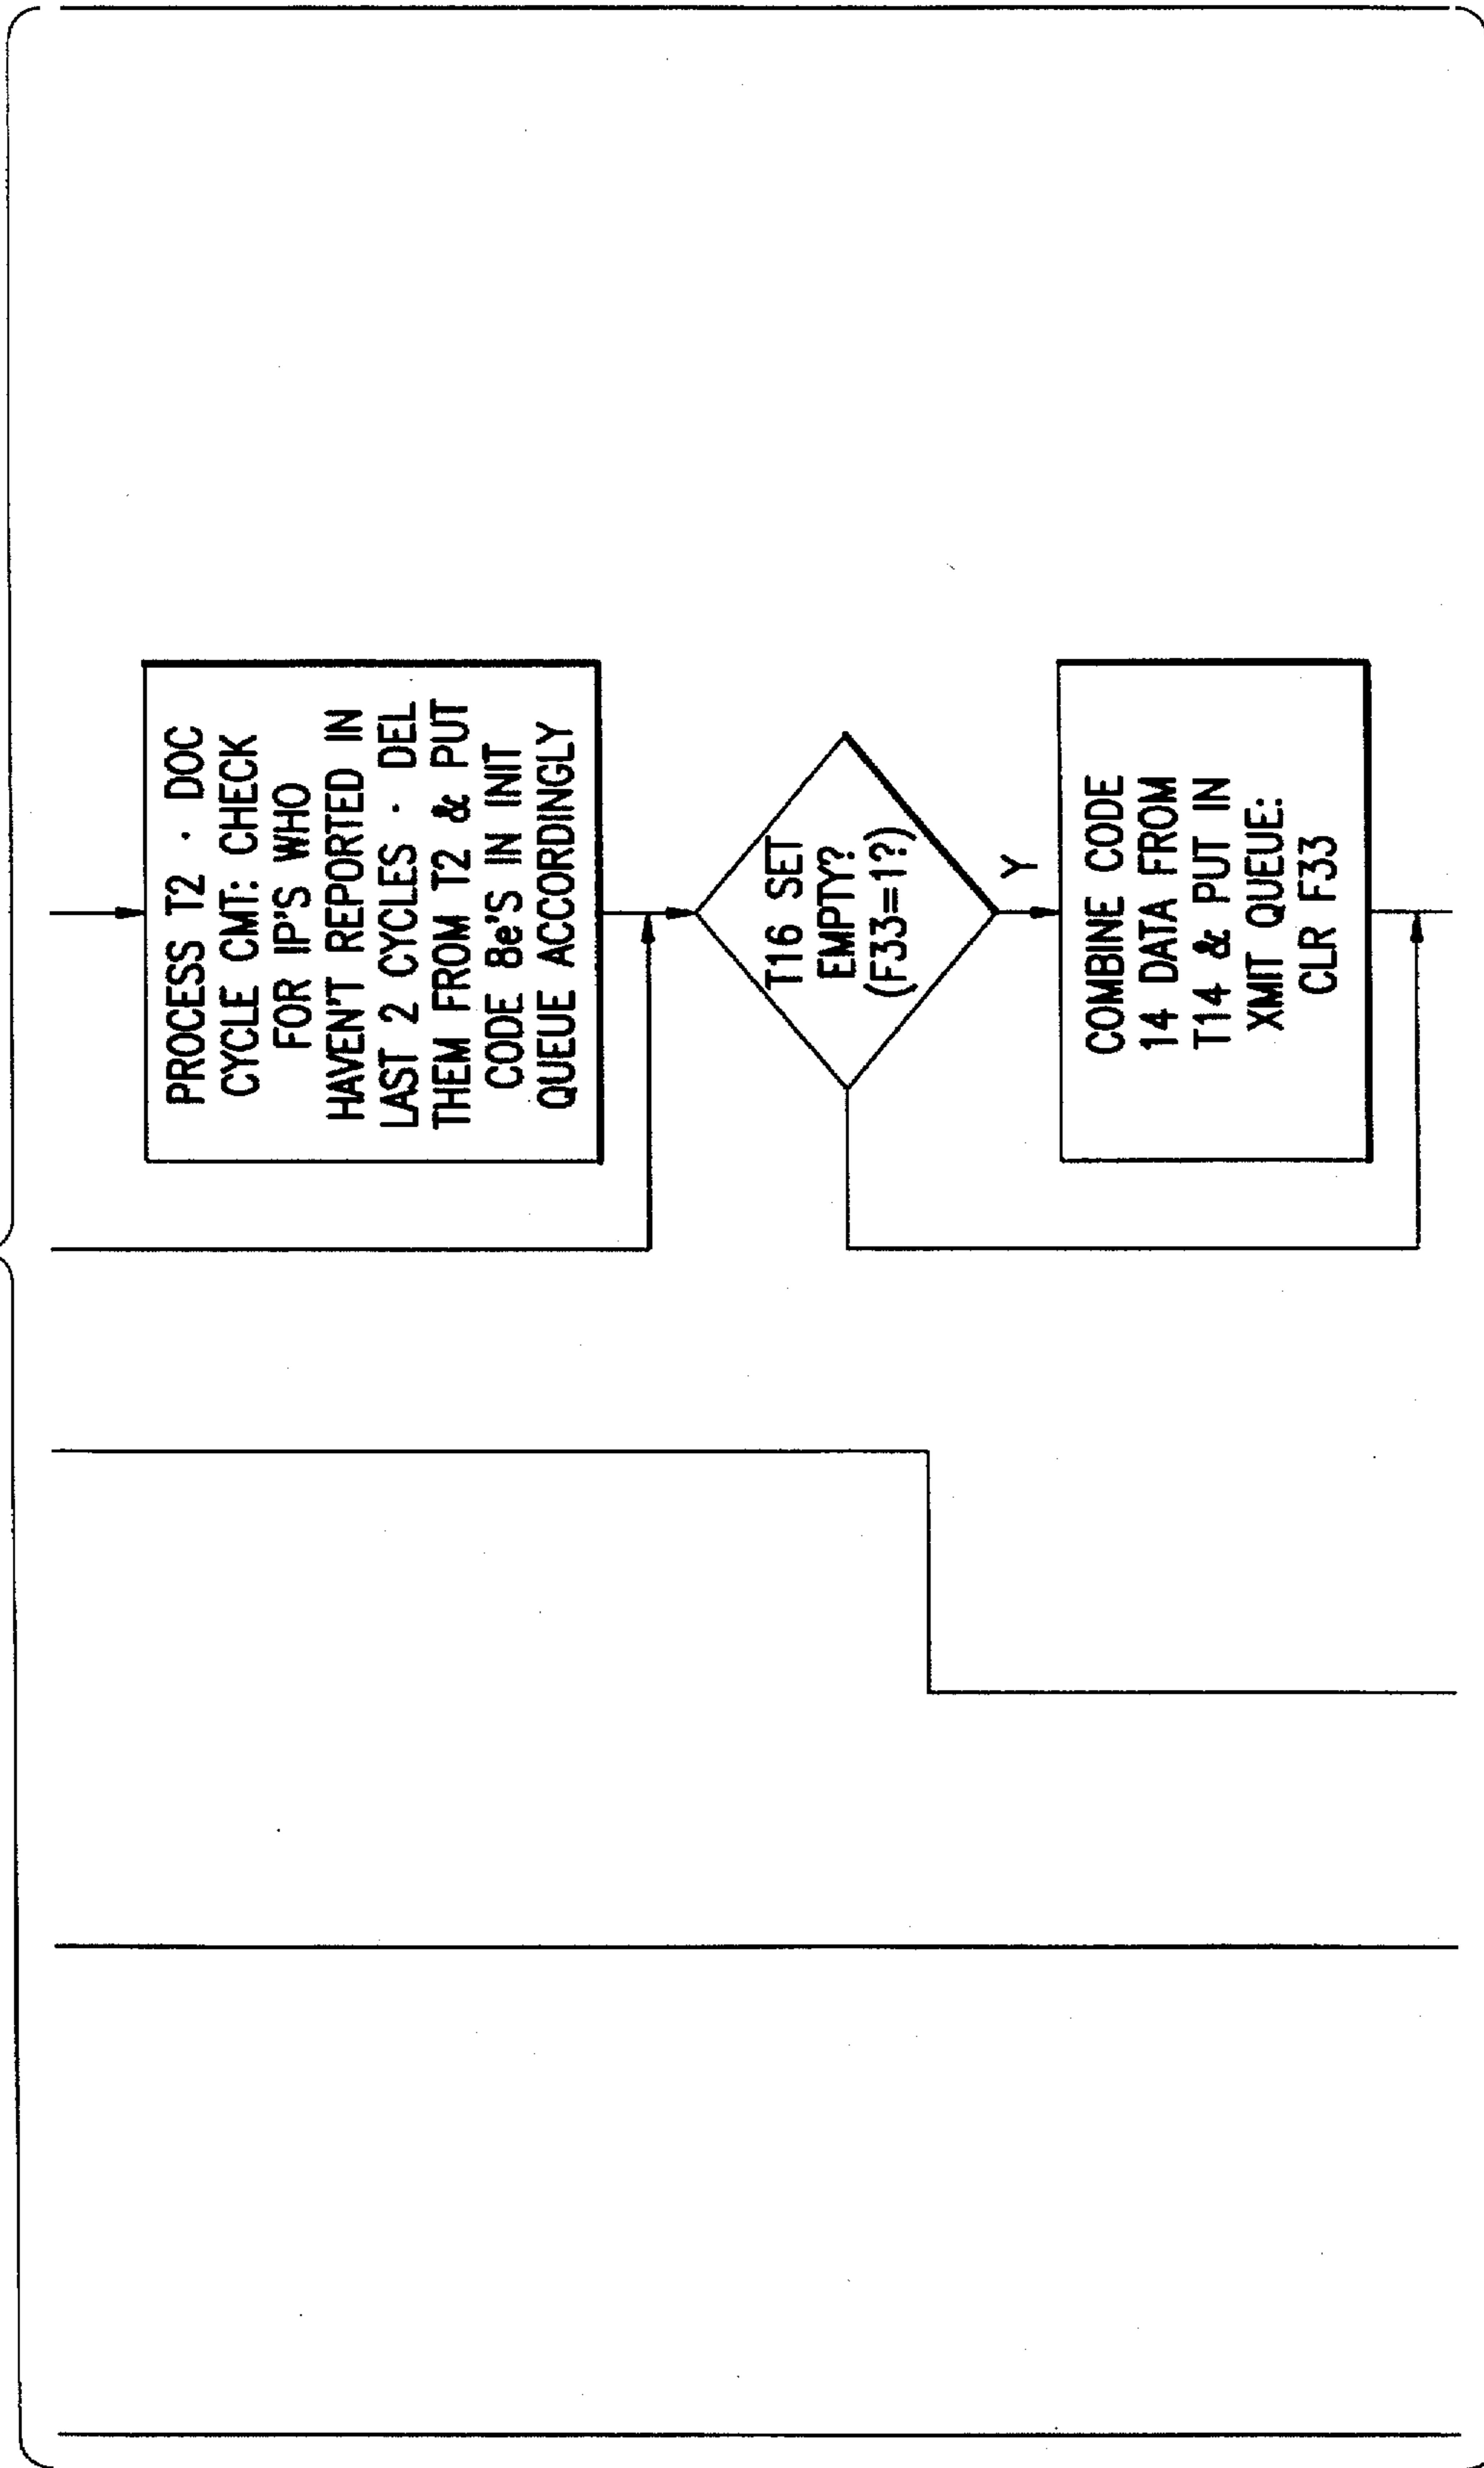 PROCESS T2 · DOC
CYCLE CMT: CHECK
FOR IP'S WHO
HAVEN'T REPORTED IN
LAST 2 CYCLES · DEL
THEM FROM T2 & PUT
CODE 8e'S IN INIT
QUEUE ACCORDINGLY
T16 SET
EMPTY?
(F33=1?)
Y
COMBINE CODE
14 DATA FROM
T14 & PUT IN
XMIT QUEUE:
CLR F33